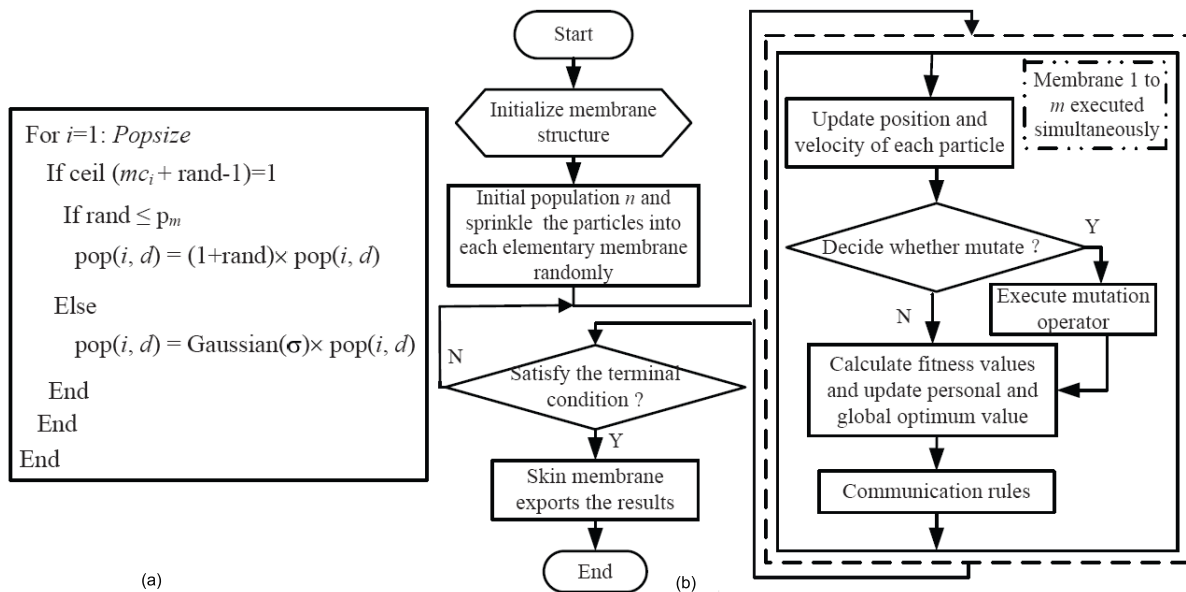 For i=1: Popsize
If ceil (mcᵢ + rand-1)=1
If rand ≤ pₘ
pop(i, d) = (1+rand)× pop(i, d)
Else
pop(i, d) = Gaussian(σ)× pop(i, d)
End
End
End
(a)
Start
Initialize membrane
structure
Initial population n and
sprinkle the particles into
each elementary membrane
randomly
N
Satisfy the terminal
condition ?
Y
Skin membrane
exports the results
End
(b)
Membrane 1 to
m executed
simultaneously
Update position and
velocity of each particle
Decide whether mutate ?
Y
N
Execute mutation
operator
Calculate fitness values
and update personal and
global optimum value
Communication rules